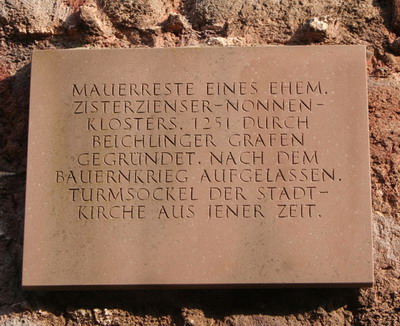 MAUERRESTE EINES EHEM.
ZISTERZIENSER-NONNEN-
KLOSTERS, 1251 DURCH
BEICHLINGER GRAFEN
GEGRÜNDET. NACH DEM
BAUERNKRIEG AUFGELASSEN.
TURMSOCKEL DER STADT-
KIRCHE AUS JENER ZEIT.